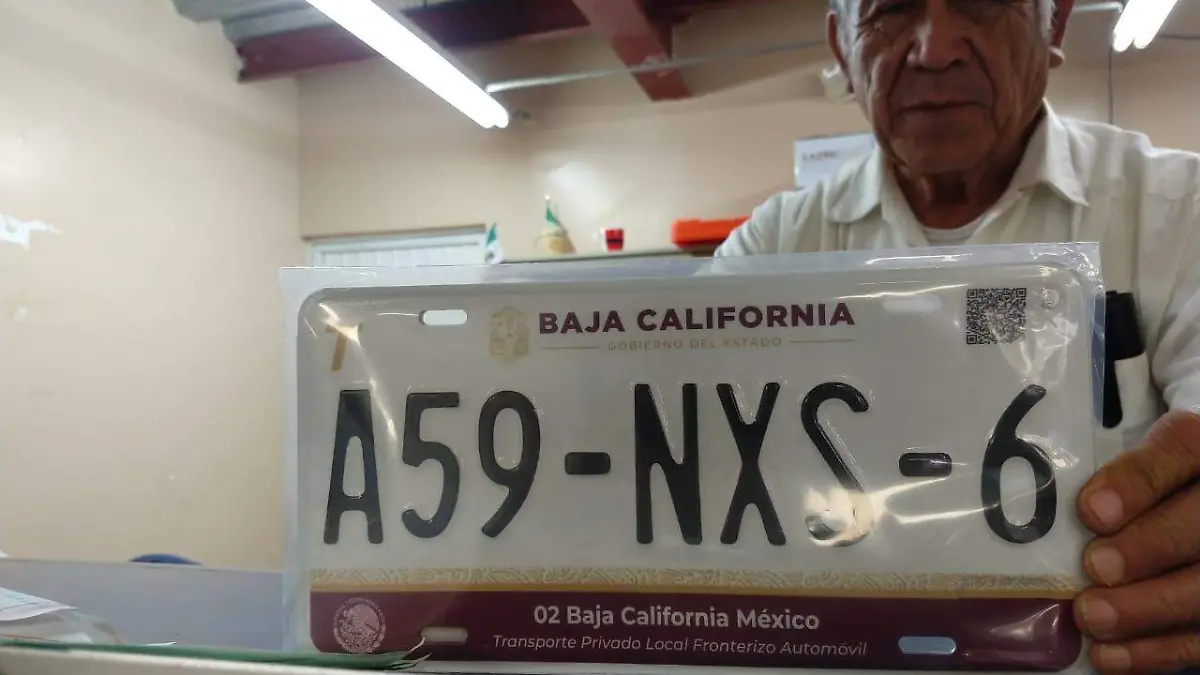 BAJA CALIFORNIA
GOBIERNO DEL ESTADO
A59-NXS-6
02 Baja California México
Transporte Privado Local Fronterizo Automóvil